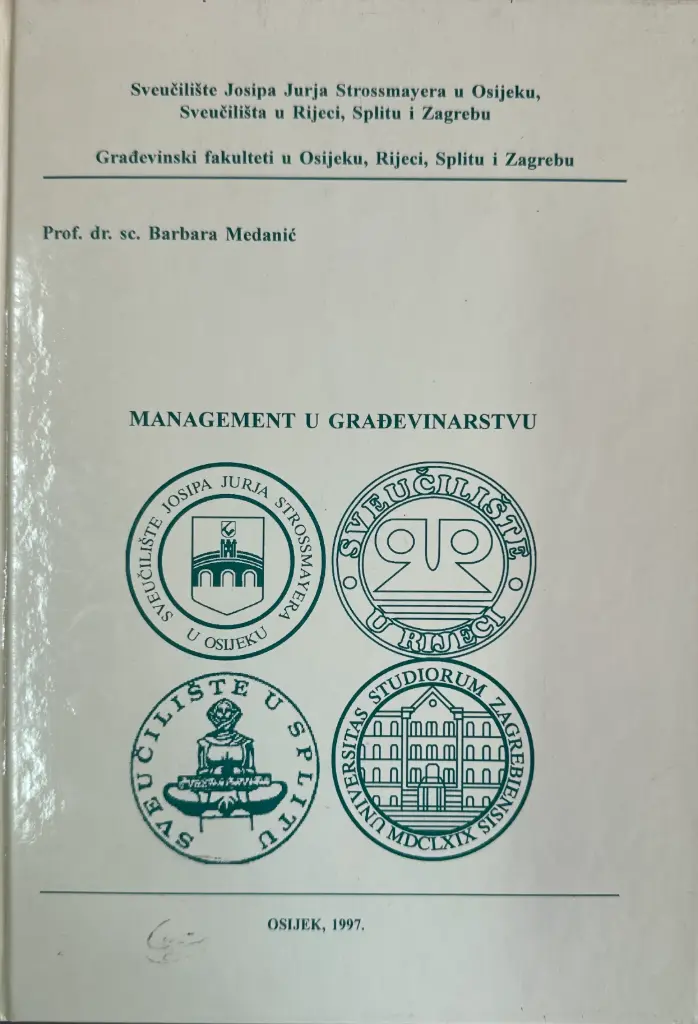 Sveučilište Josipa Jurja Strossmayera u Osijeku,
Sveučilišta u Rijeci, Splitu i Zagrebu
Građevinski fakulteti u Osijeku, Rijeci, Splitu i Zagrebu
Prof. dr. sc. Barbara Medanić
MANAGEMENT U GRAĐEVINARSTVU
SVEUČILIŠTE JOSIPA JURJA STROSSMAYERA
U OSIJEKU
SVEUČILIŠTE
U RIJECI
SVEUČILIŠTE U SPLITU
UNIVERSITAS STUDIORUM ZAGREBIENSIS
MDCLXIX
OSIJEK, 1997.